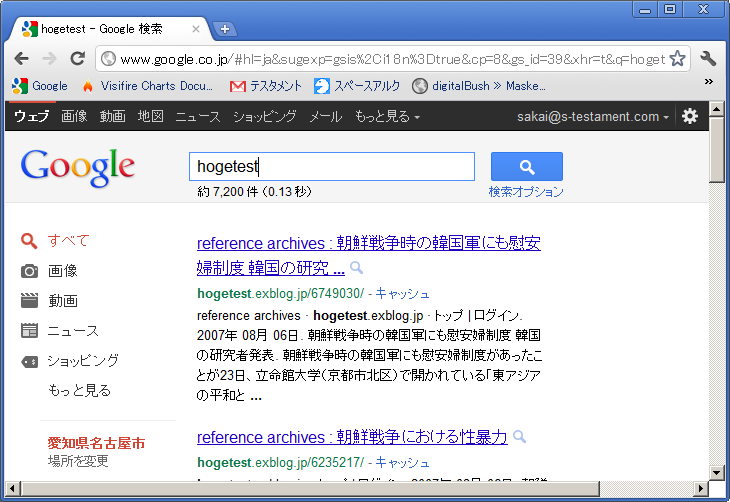 hogetest - Google 検索
www.google.co.jp/#hl=ja&sugexp=gsis%2Ci18n%3Dtrue&cp=8&gs_id=39&xhr=t&q=hoget
Google Visifire Charts Docu... テスタメント スペースアルク digitalBush » Maske... »
ウェブ 画像 動画 地図 ニュース ショッピング メール もっと見る sakai@s-testament.com
Google hogetest
約 7,200 件 (0.13 秒) 検索オプション
すべて
画像
動画
ニュース
ショッピング
もっと見る
愛知県名古屋市
場所を変更
reference archives : 朝鮮戦争時の韓国軍にも慰安
婦制度 韓国の研究 ...
hogetest.exblog.jp/6749030/ - キャッシュ
reference archives · hogetest.exblog.jp · トップ | ログイン.
2007年 08月 06日. 朝鮮戦争時の韓国軍にも慰安婦制度 韓国
の研究者発表. 朝鮮戦争時の韓国軍にも慰安婦制度があったこ
とが23日、立命館大学(京都市北区)で開かれている「東アジア
の平和と ...
reference archives : 朝鮮戦争における性暴力
hogetest.exblog.jp/6235217/ - キャッシュ